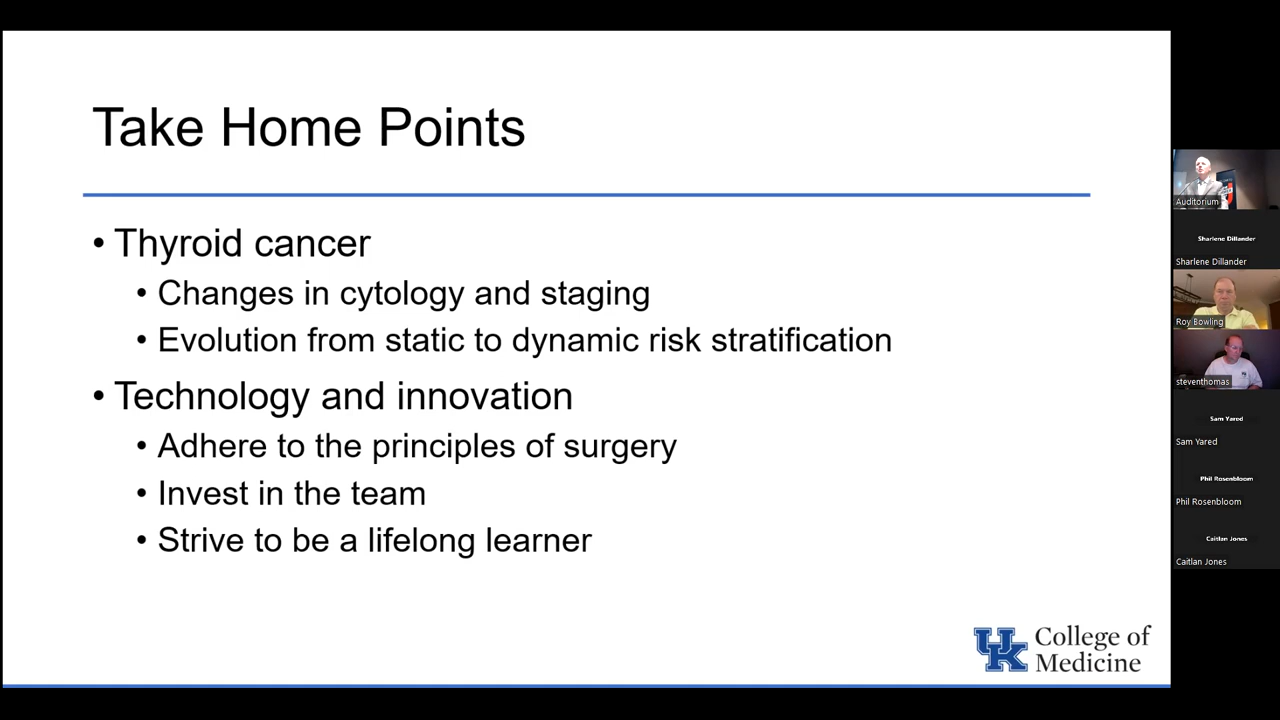 Take Home Points
• Thyroid cancer
• Changes in cytology and staging
• Evolution from static to dynamic risk stratification
• Technology and innovation
• Adhere to the principles of surgery
• Invest in the team
• Strive to be a lifelong learner
UK College of
Medicine
Auditorium
Sharlene Dillander
Sharlene Dillander
Roy Bowling
steventhomas
Sam Yared
Sam Yared
Phil Rosenbloom
Phil Rosenbloom
Caitlan Jones
Caitlan Jones